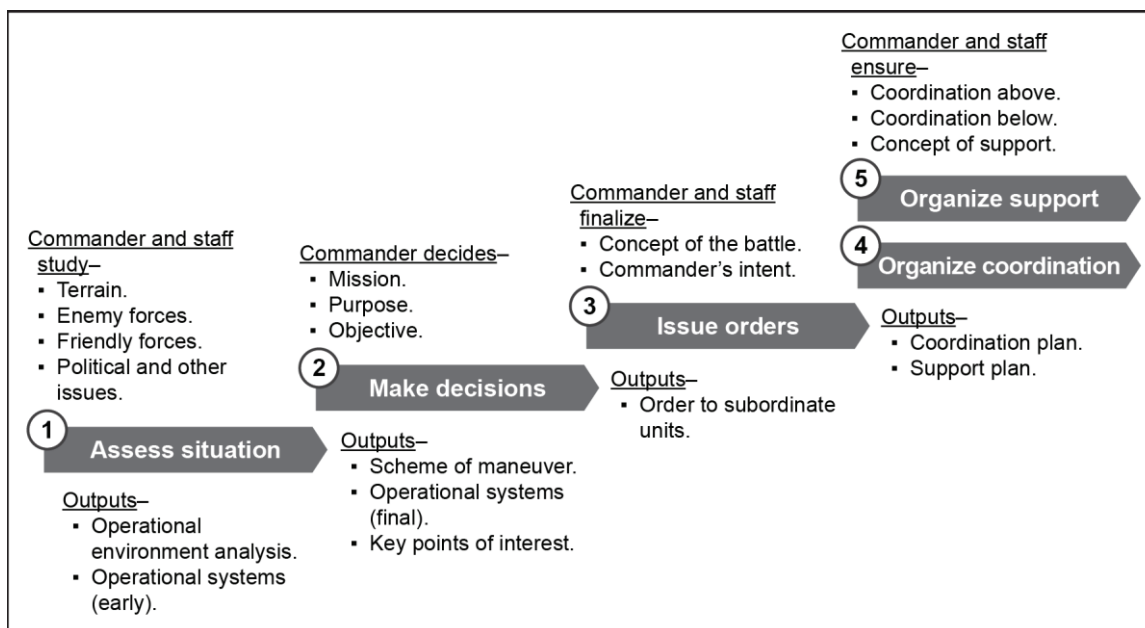 Commander and staff
study–
▪ Terrain.
▪ Enemy forces.
▪ Friendly forces.
▪ Political and other
issues.
1
Assess situation
Outputs–
▪ Operational
environment analysis.
▪ Operational systems
(early).
Commander decides–
▪ Mission.
▪ Purpose.
▪ Objective.
2
Make decisions
Outputs–
▪ Scheme of maneuver.
▪ Operational systems
(final).
▪ Key points of interest.
Commander and staff
finalize–
▪ Concept of the battle.
▪ Commander's intent.
3
Issue orders
Outputs–
▪ Order to subordinate
units.
Commander and staff
ensure–
▪ Coordination above.
▪ Coordination below.
▪ Concept of support.
5
Organize support
4
Organize coordination
Outputs–
▪ Coordination plan.
▪ Support plan.